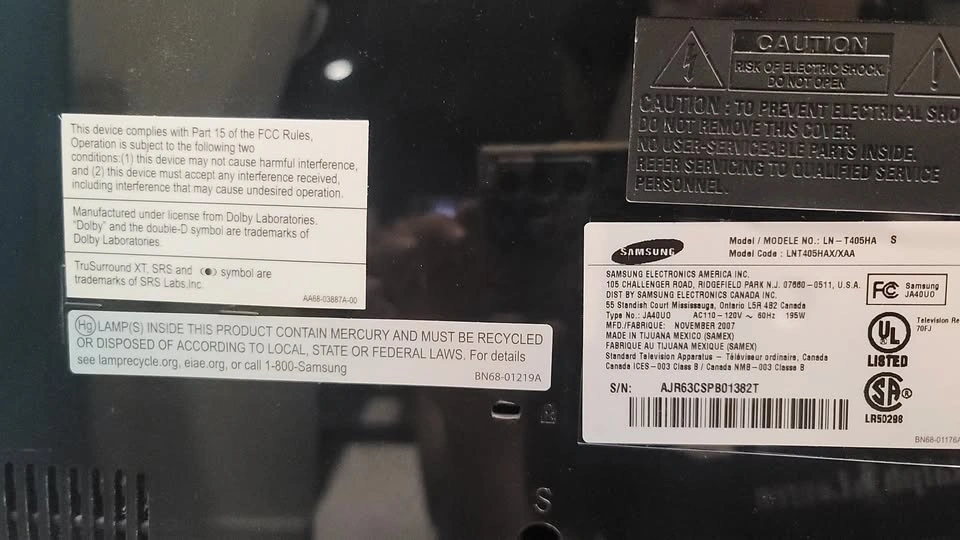 This device complies with Part 15 of the FCC Rules,
Operation is subject to the following two
conditions:(1) this device may not cause harmful interference,
and (2) this device must accept any interference received,
including interference that may cause undesired operation.
Manufactured under license from Dolby Laboratories.
"Dolby" and the double-D symbol are trademarks of
Dolby Laboratories.
TruSurround XT, SRS and symbol are
trademarks of SRS Labs,Inc.
AA68-03887A-00
Hg LAMP(S) INSIDE THIS PRODUCT CONTAIN MERCURY AND MUST BE RECYCLED
OR DISPOSED OF ACCORDING TO LOCAL, STATE OR FEDERAL LAWS. For details
see lamprecycle.org, eiae.org, or call 1-800-Samsung
BN68-01219A
CAUTION
RISK OF ELECTRIC SHOCK.
DO NOT OPEN
CAUTION : TO PREVENT ELECTRICAL SHO
DO NOT REMOVE THIS COVER.
NO USER-SERVICEABLE PARTS INSIDE.
REFER SERVICING TO QUALIFIED SERVICE
PERSONNEL.
SAMSUNG
Model / MODELE NO.: LN-T405HA S
Model Code : LNT405HAX/XAA
SAMSUNG ELECTRONICS AMERICA INC.
105 CHALLENGER ROAD, RIDGEFIELD PARK N.J. 07660-0511, U.S.A.
DIST BY SAMSUNG ELECTRONICS CANADA INC.
55 Standish Court Mississauga, Ontario L5R 4B2 Canada
Type No.: JA40UO AC110-120V ~ 60Hz 195W
MFD./FABRIQUE: NOVEMBER 2007
MADE IN TIJUANA MEXICO (SAMEX)
FABRIQUE AU TIJUANA MEXIQUE (SAMEX)
Standard Television Apparatus - Téléviseur ordinaire, Canada
Canada ICES-003 Class B / Canada NMB-003 Classe B
S/N: AJR63CSPB01382T
FC Samsung
JA40UO
UL Television Re
70FJ
LISTED
SA ®
LR50298
BN68-01176A
S